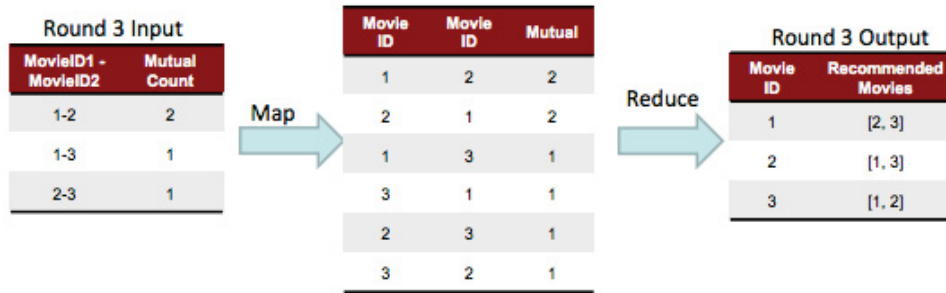 Round 3 Input
MovieID1 - Mutual
MovieID2 Count
1-2 2
1-3 1
2-3 1
Map
Movie Movie Mutual
ID ID
1 2 2
2 1 2
1 3 1
3 1 1
2 3 1
3 2 1
Reduce
Round 3 Output
Movie Recommended
ID Movies
1 [2, 3]
2 [1, 3]
3 [1, 2]